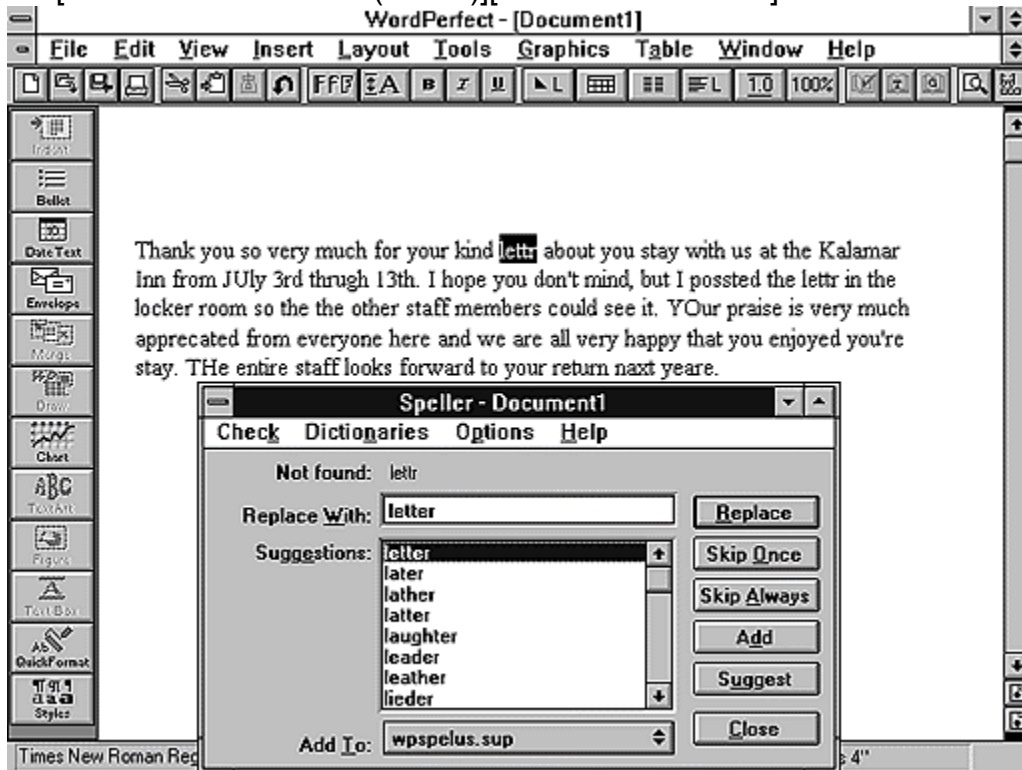 WordPerfect - [Document1]
File Edit View Insert Layout Tools Graphics Table Window Help
FfF A B I U L L 1.0 100%
Indent
Bullet
Date Text
Envelope
Merge
Draw
Chart
ABC
TextArt
Figure
A
Text Box
QuickFormat
Styles
Thank you so very much for your kind lettr about you stay with us at the Kalamar
Inn from JUly 3rd thrugh 13th. I hope you don't mind, but I possted the lettr in the
locker room so the the other staff members could see it. YOur praise is very much
apprecated from everyone here and we are all very happy that you enjoyed you're
stay. THe entire staff looks forward to your return naxt yeare.
Speller - Document1
Check Dictionaries Options Help
Not found: lettr
Replace With: letter
Replace
Suggestions: letter
later
lather
latter
laughter
leader
leather
lieder
Skip Once
Skip Always
Add
Suggest
Close
Add To: wpspelus.sup
Times New Roman Reg
4"